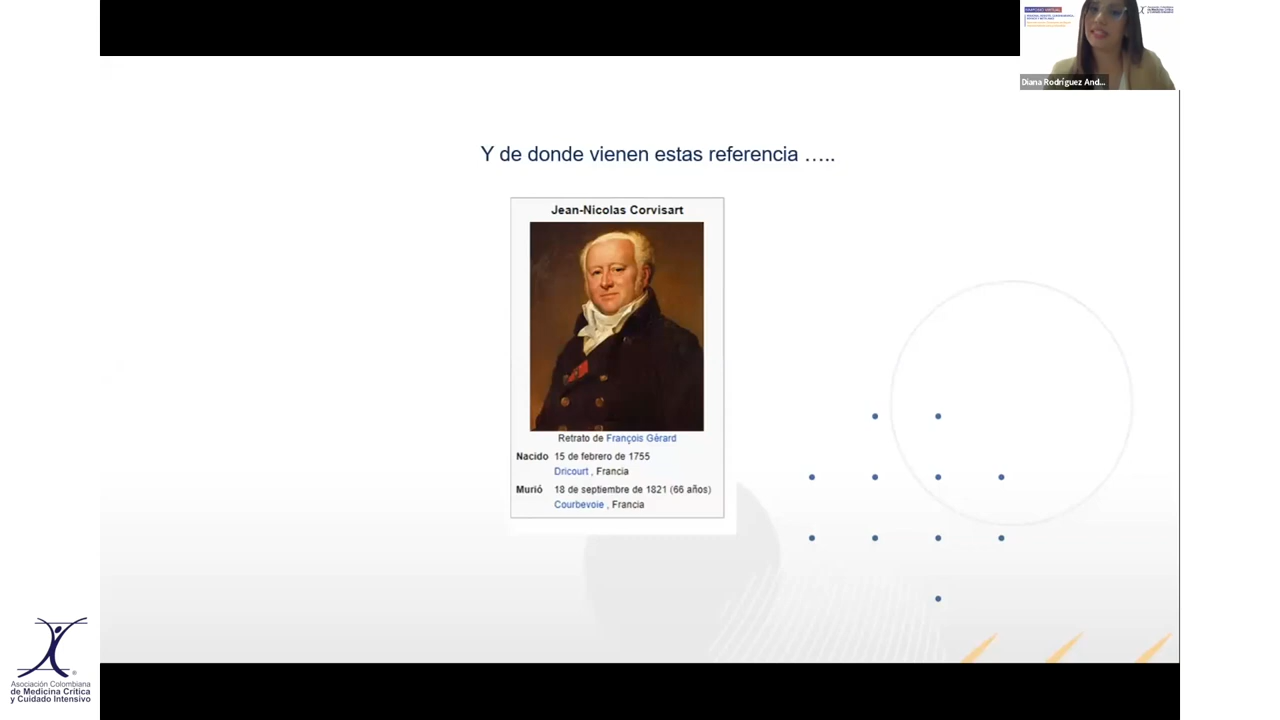 SIMPOSIO VIRTUAL
Diana Rodríguez And...
Y de donde vienen estas referencia .....
Jean-Nicolas Corvisart
Retrato de François Gérard
Nacido 15 de febrero de 1755
Dricourt , Francia
Murió 18 de septiembre de 1821 (66 años)
Courbevoie , Francia
Asociación Colombiana
de Medicina Crítica
y Cuidado Intensivo